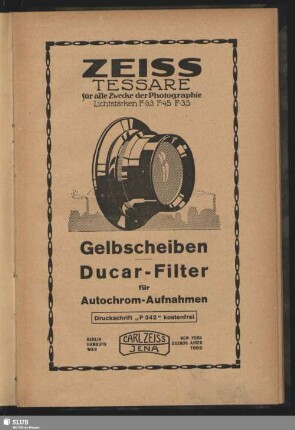 ZEISS
TESSARE
für alle Zwecke der Photographie
Lichtstärken F:9,3 F:4,5 F:3,5
Gelbscheiben
Ducar-Filter
für
Autochrom-Aufnahmen
Druckschrift „P 342" kostenfrei
BERLIN
HAMBURG
WIEN
CARL ZEISS
JENA
NEW YORK
BUENOS AIRES
TOKIO
SLUB